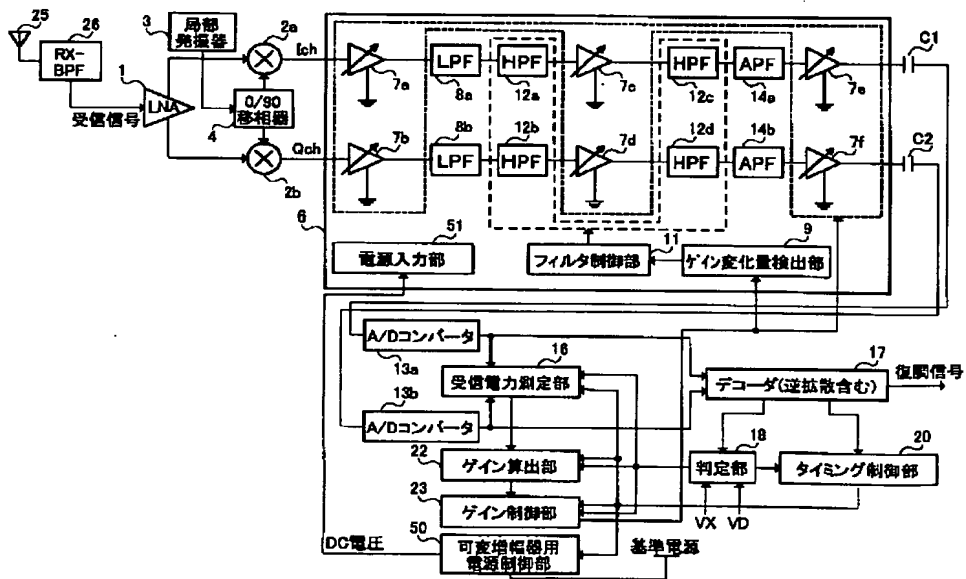 25
26
RX-
BPF
3
局部
発振器
1
LNA
受信信号
0/90
移相器
4
2a
Ich
Qch
2b
6
7a
LPF
8a
HPF
12a
7c
HPF
12c
APF
14a
7e
C1
7b
8b
LPF
HPF
12b
7d
12d
HPF
14b
APF
7f
C2
51
電源入力部
11
フィルタ制御部
9
ゲイン変化量検出部
A/Dコンバータ
13a
16
受信電力測定部
17
デコーダ(逆拡散含む)
復調信号
13b
A/Dコンバータ
22
ゲイン算出部
18
判定部
20
タイミング制御部
23
ゲイン制御部
VX
VD
50
DC電圧
可変増幅器用
電源制御部
基準電源